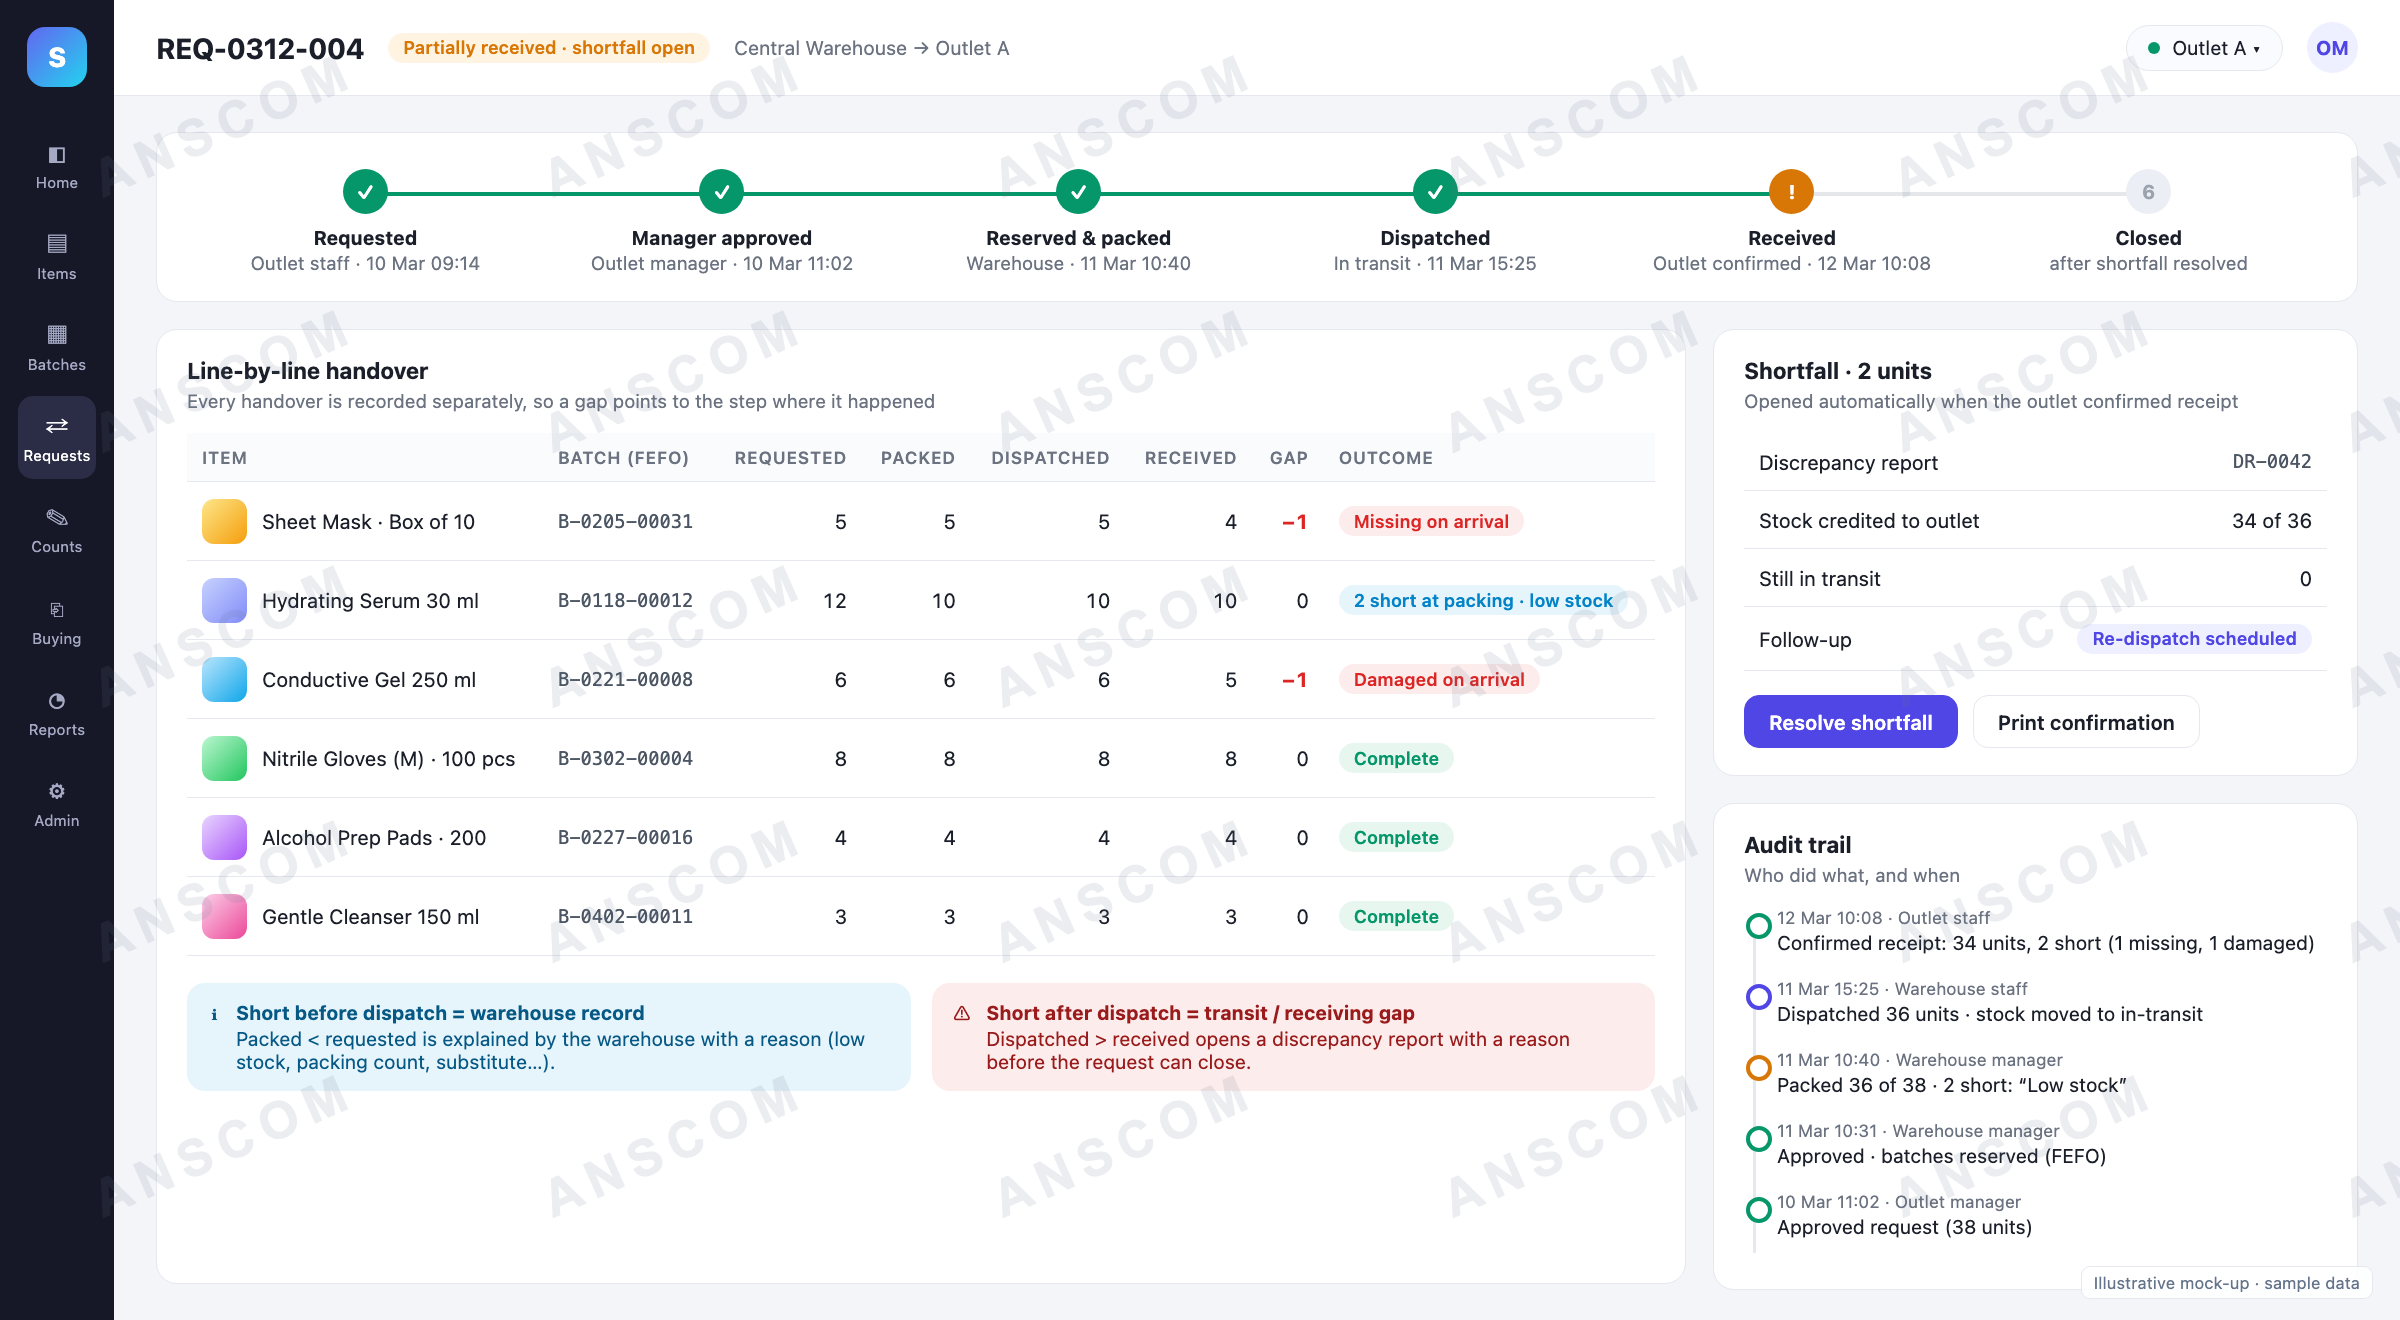 S
REQ-0312-004
Partially received · shortfall open
Central Warehouse → Outlet A
Outlet A ▾
OM
Home
Items
Batches
Requests
Counts
Buying
Reports
Admin
Requested
Outlet staff · 10 Mar 09:14
Manager approved
Outlet manager · 10 Mar 11:02
Reserved & packed
Warehouse · 11 Mar 10:40
Dispatched
In transit · 11 Mar 15:25
!
Received
Outlet confirmed · 12 Mar 10:08
6
Closed
after shortfall resolved
Line-by-line handover
Every handover is recorded separately, so a gap points to the step where it happened
ITEM BATCH (FEFO) REQUESTED PACKED DISPATCHED RECEIVED GAP OUTCOME
Sheet Mask · Box of 10 B-0205-00031 5 5 5 4 −1 Missing on arrival
Hydrating Serum 30 ml B-0118-00012 12 10 10 10 0 2 short at packing · low stock
Conductive Gel 250 ml B-0221-00008 6 6 6 5 −1 Damaged on arrival
Nitrile Gloves (M) · 100 pcs B-0302-00004 8 8 8 8 0 Complete
Alcohol Prep Pads · 200 B-0227-00016 4 4 4 4 0 Complete
Gentle Cleanser 150 ml B-0402-00011 3 3 3 3 0 Complete
Short before dispatch = warehouse record
Packed < requested is explained by the warehouse with a reason (low
stock, packing count, substitute...).
Short after dispatch = transit / receiving gap
Dispatched > received opens a discrepancy report with a reason
before the request can close.
Shortfall · 2 units
Opened automatically when the outlet confirmed receipt
Discrepancy report DR-0042
Stock credited to outlet 34 of 36
Still in transit 0
Follow-up Re-dispatch scheduled
Resolve shortfall
Print confirmation
Audit trail
Who did what, and when
12 Mar 10:08 · Outlet staff
Confirmed receipt: 34 units, 2 short (1 missing, 1 damaged)
11 Mar 15:25 · Warehouse staff
Dispatched 36 units · stock moved to in-transit
11 Mar 10:40 · Warehouse manager
Packed 36 of 38 · 2 short: “Low stock”
11 Mar 10:31 · Warehouse manager
Approved · batches reserved (FEFO)
10 Mar 11:02 · Outlet manager
Approved request (38 units)
Illustrative mock-up · sample data
ANSCOM